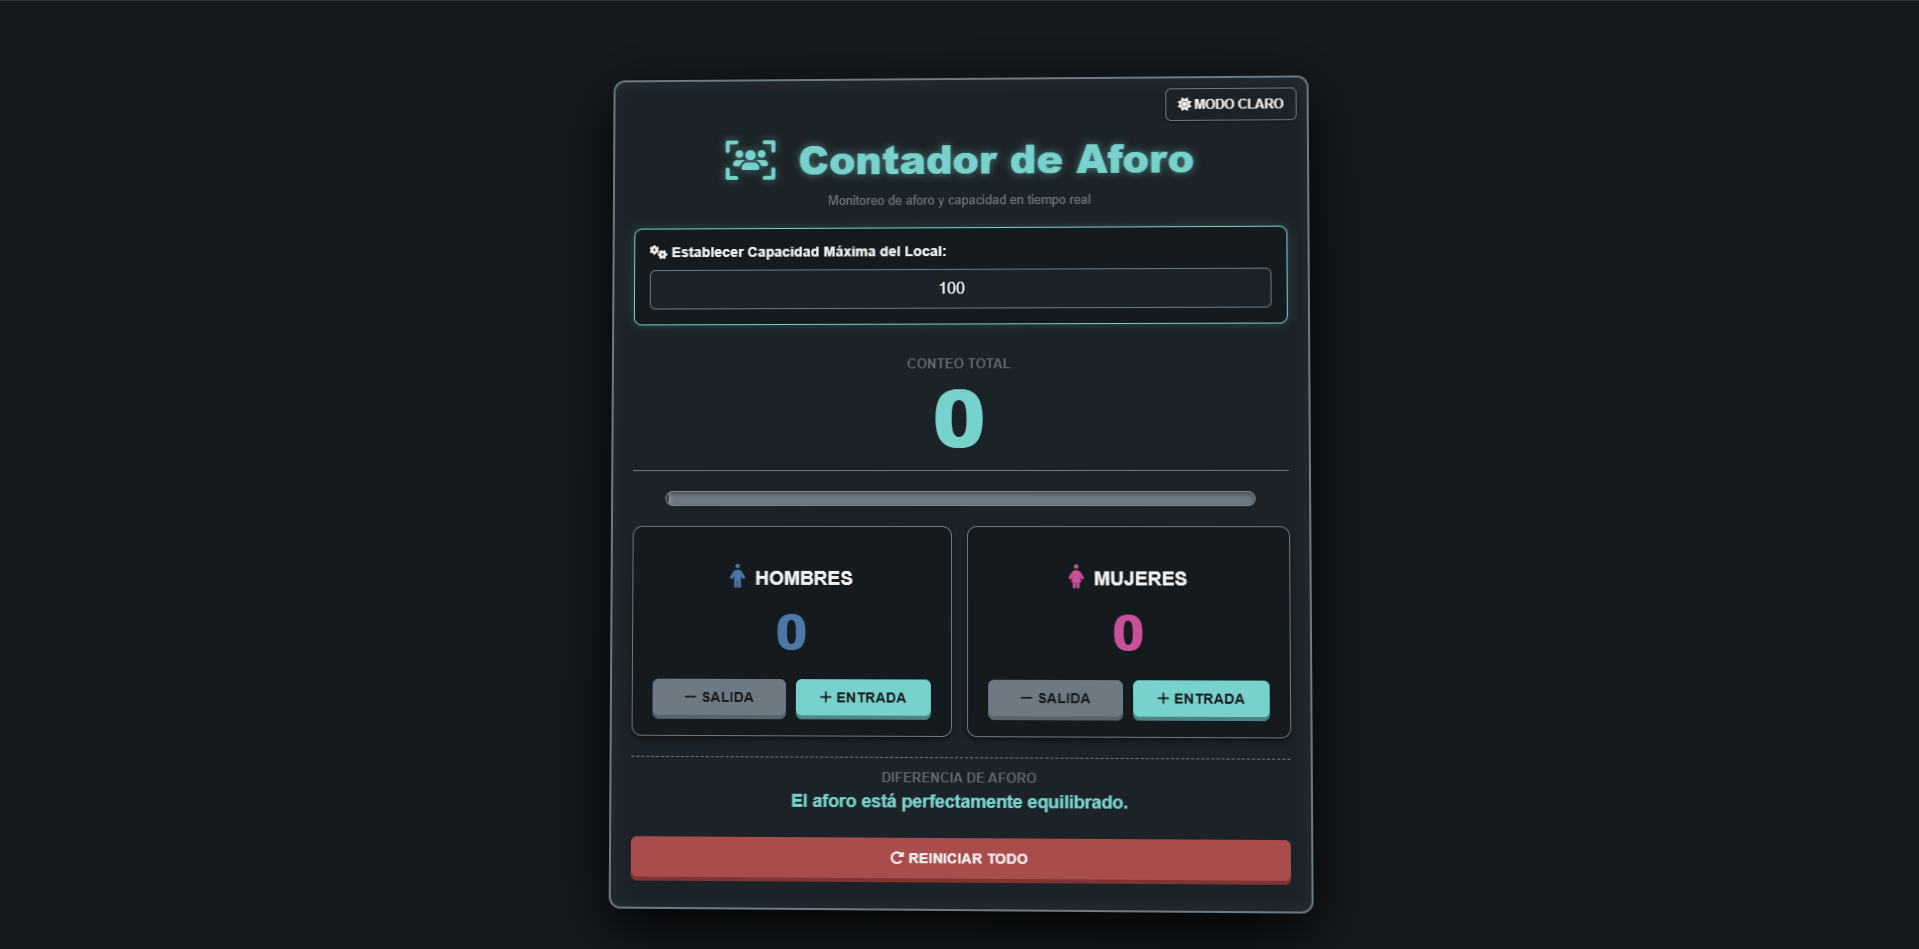 MODO CLARO
Contador de Aforo
Monitoreo de aforo y capacidad en tiempo real
Establecer Capacidad Máxima del Local:
100
CONTEO TOTAL
0
HOMBRES
0
− SALIDA
+ ENTRADA
MUJERES
0
− SALIDA
+ ENTRADA
DIFERENCIA DE AFORO
El aforo está perfectamente equilibrado.
REINICIAR TODO